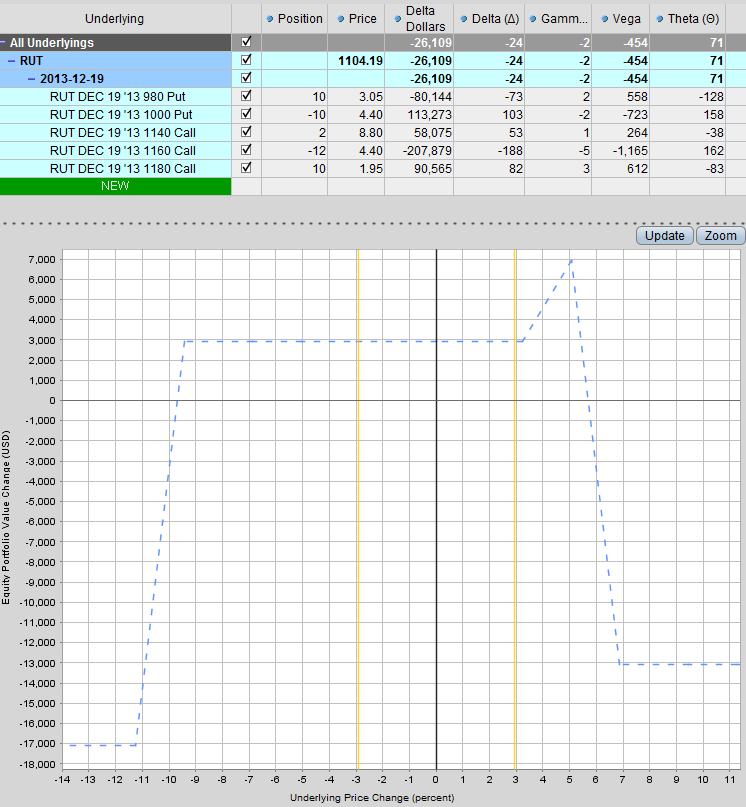 Underlying Position Price Delta Dollars Delta (Δ) Gamm... Vega Theta (Θ)
All Underlyings -26,109 -24 -2 -454 71
RUT 1104.19 -26,109 -24 -2 -454 71
2013-12-19 -26,109 -24 -2 -454 71
RUT DEC 19 '13 980 Put 10 3.05 -80,144 -73 2 558 -128
RUT DEC 19 '13 1000 Put -10 4.40 113,273 103 -2 -723 158
RUT DEC 19 '13 1140 Call 2 8.80 58,075 53 1 264 -38
RUT DEC 19 '13 1160 Call -12 4.40 -207,879 -188 -5 -1,165 162
RUT DEC 19 '13 1180 Call 10 1.95 90,565 82 3 612 -83
NEW
Update Zoom
7,000
6,000
5,000
4,000
3,000
2,000
1,000
0
-1,000
-2,000
-3,000
-4,000
-5,000
-6,000
-7,000
-8,000
-9,000
-10,000
-11,000
-12,000
-13,000
-14,000
-15,000
-16,000
-17,000
-18,000
Equity Portfolio Value Change (USD)
-14 -13 -12 -11 -10 -9 -8 -7 -6 -5 -4 -3 -2 -1 0 1 2 3 4 5 6 7 8 9 10 11
Underlying Price Change (percent)